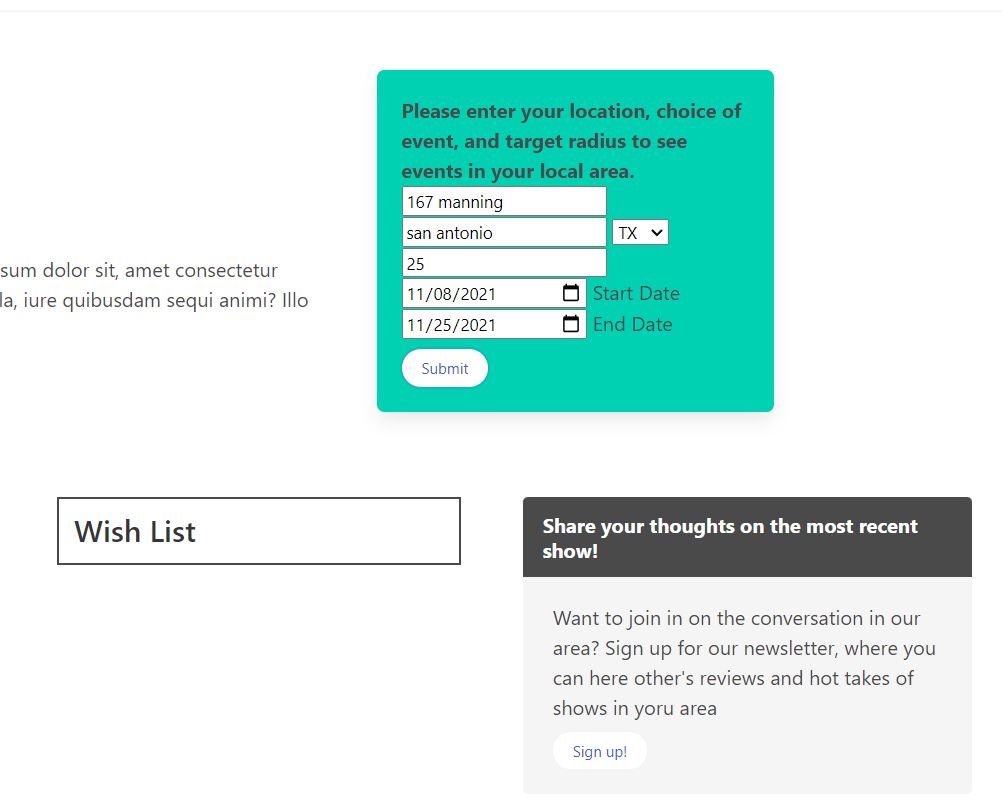 Please enter your location, choice of
event, and target radius to see
events in your local area.
167 manning
san antonio TX
25
11/08/2021 Start Date
11/25/2021 End Date
Submit
sum dolor sit, amet consectetur
la, iure quibusdam sequi animi? Illo
Wish List
Share your thoughts on the most recent
show!
Want to join in on the conversation in our
area? Sign up for our newsletter, where you
can here other's reviews and hot takes of
shows in yoru area
Sign up!